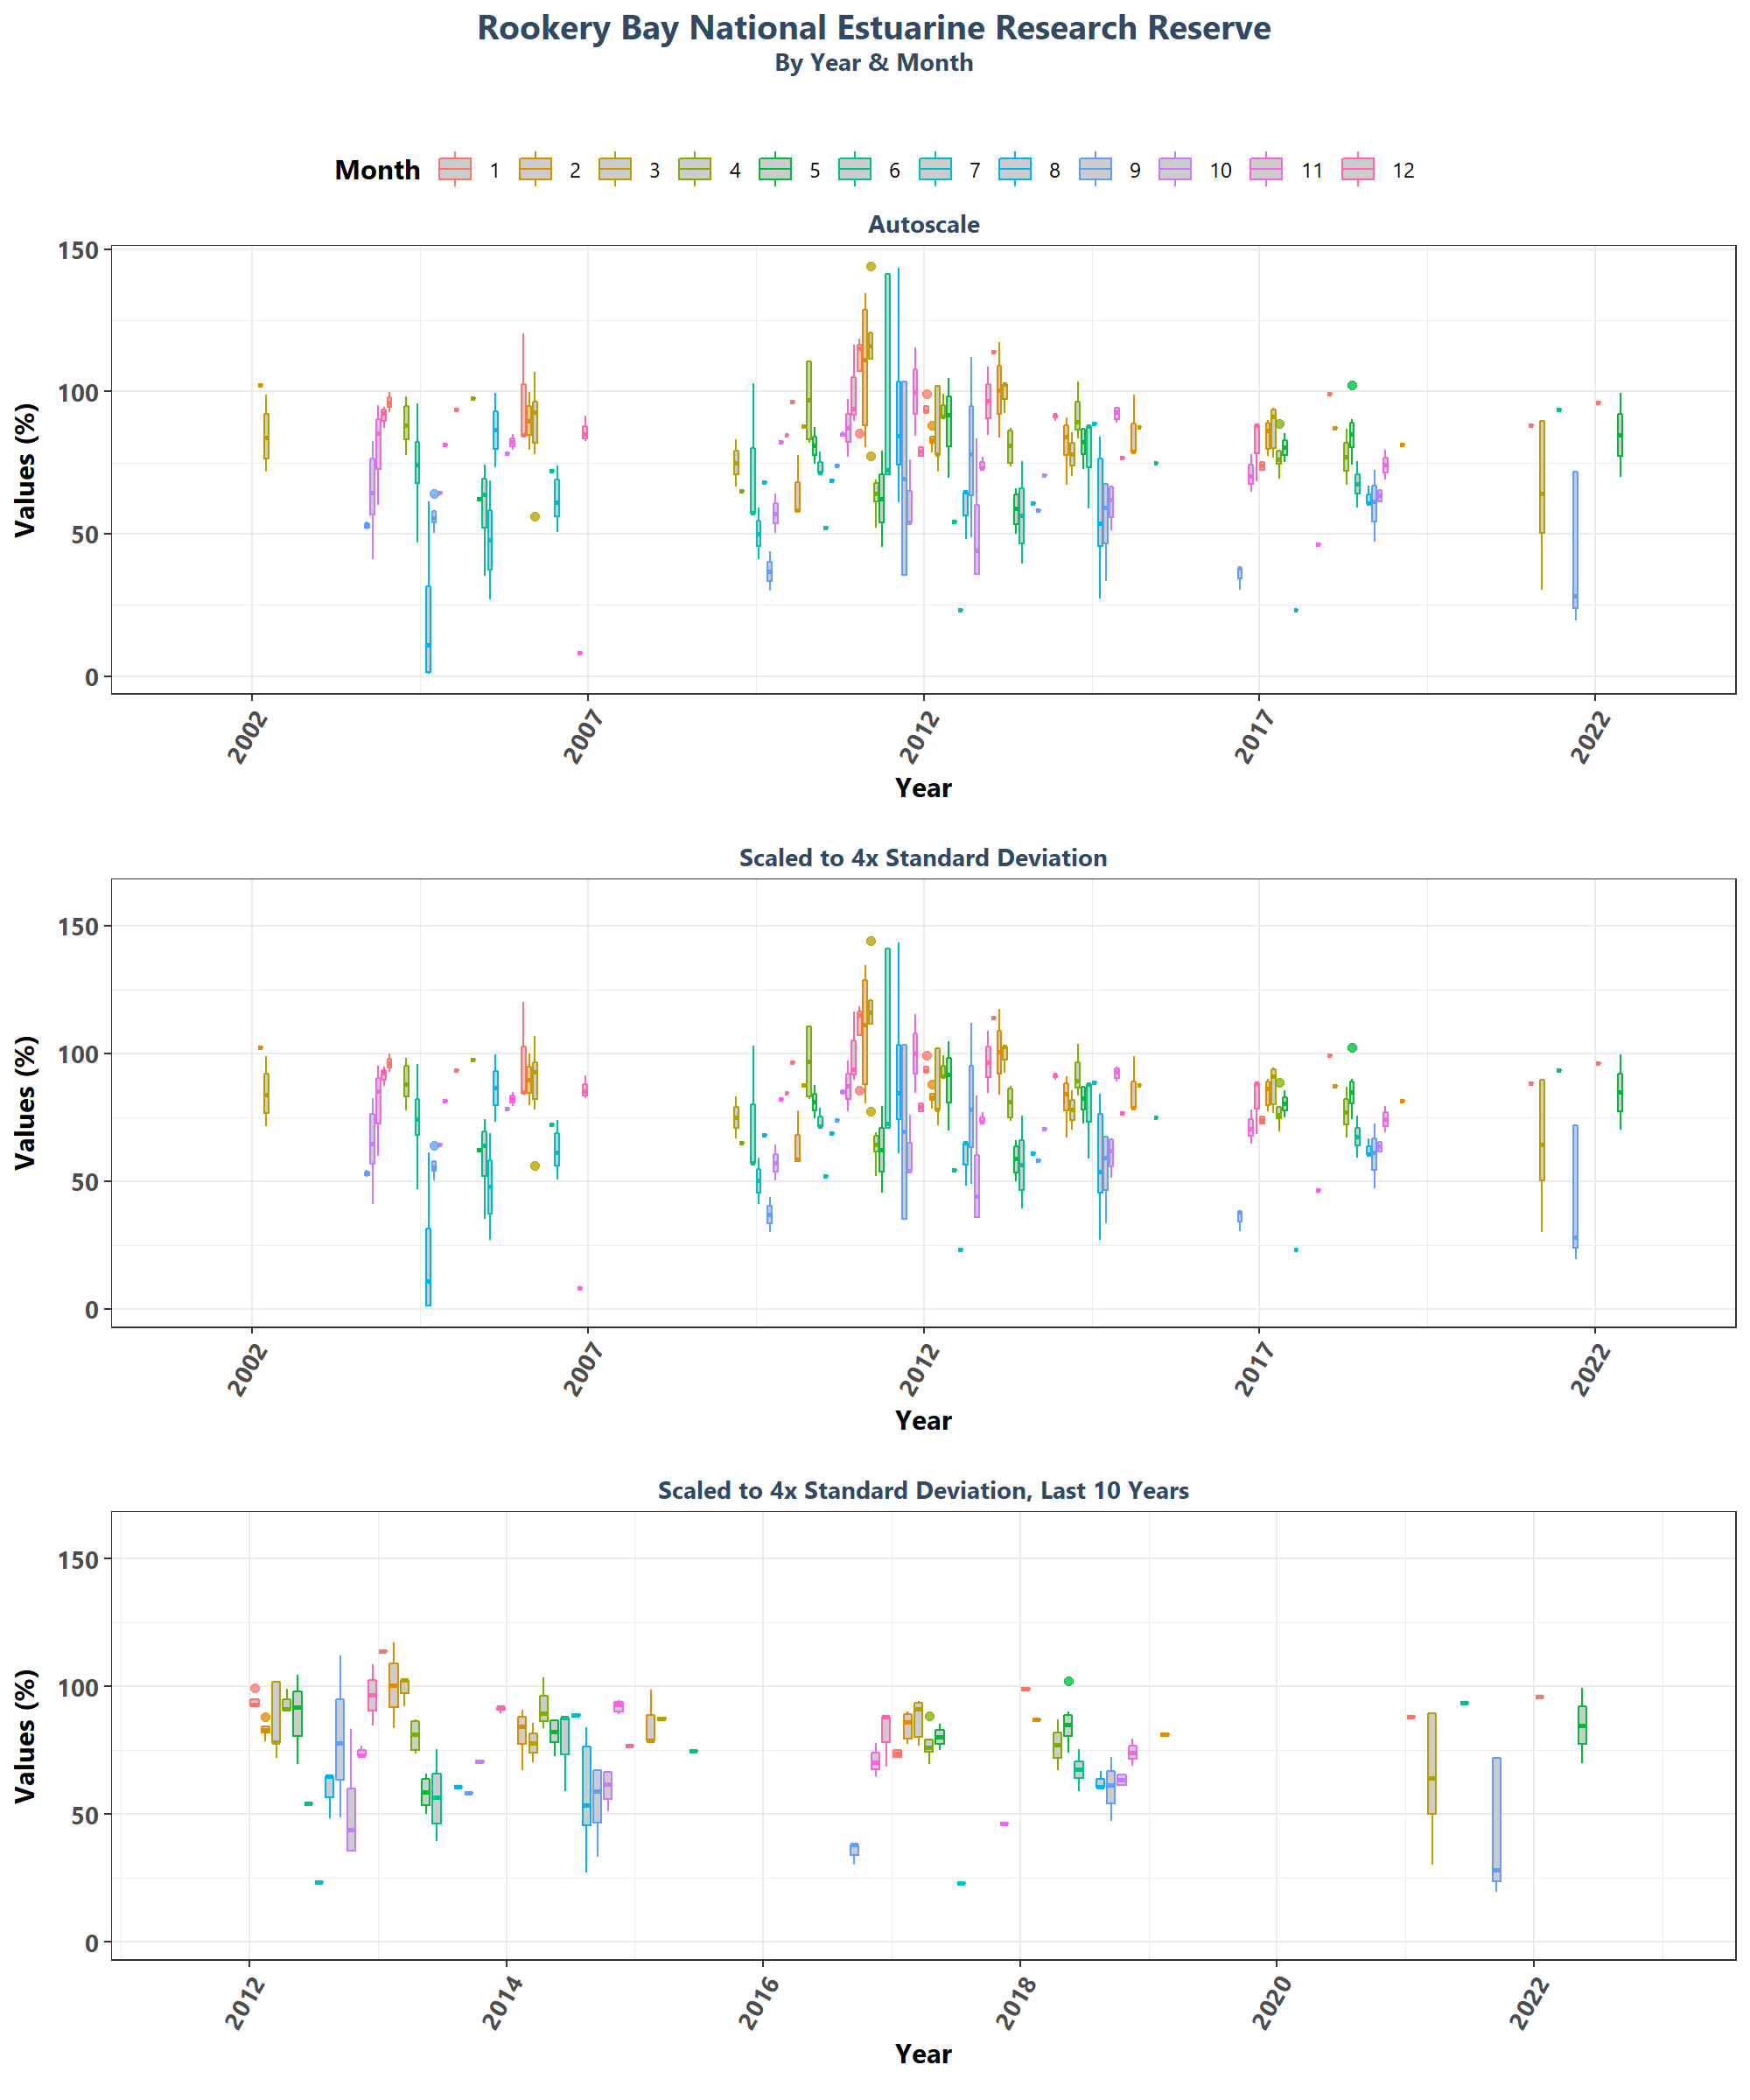 Rookery Bay National Estuarine Research Reserve
By Year & Month
Month 1 2 3 4 5 6 7 8 9 10 11 12
Autoscale
Values (%)
150
100
50
0
2002 2007 2012 2017 2022
Year
Scaled to 4x Standard Deviation
Values (%)
150
100
50
0
2002 2007 2012 2017 2022
Year
Scaled to 4x Standard Deviation, Last 10 Years
Values (%)
150
100
50
0
2012 2014 2016 2018 2020 2022
Year